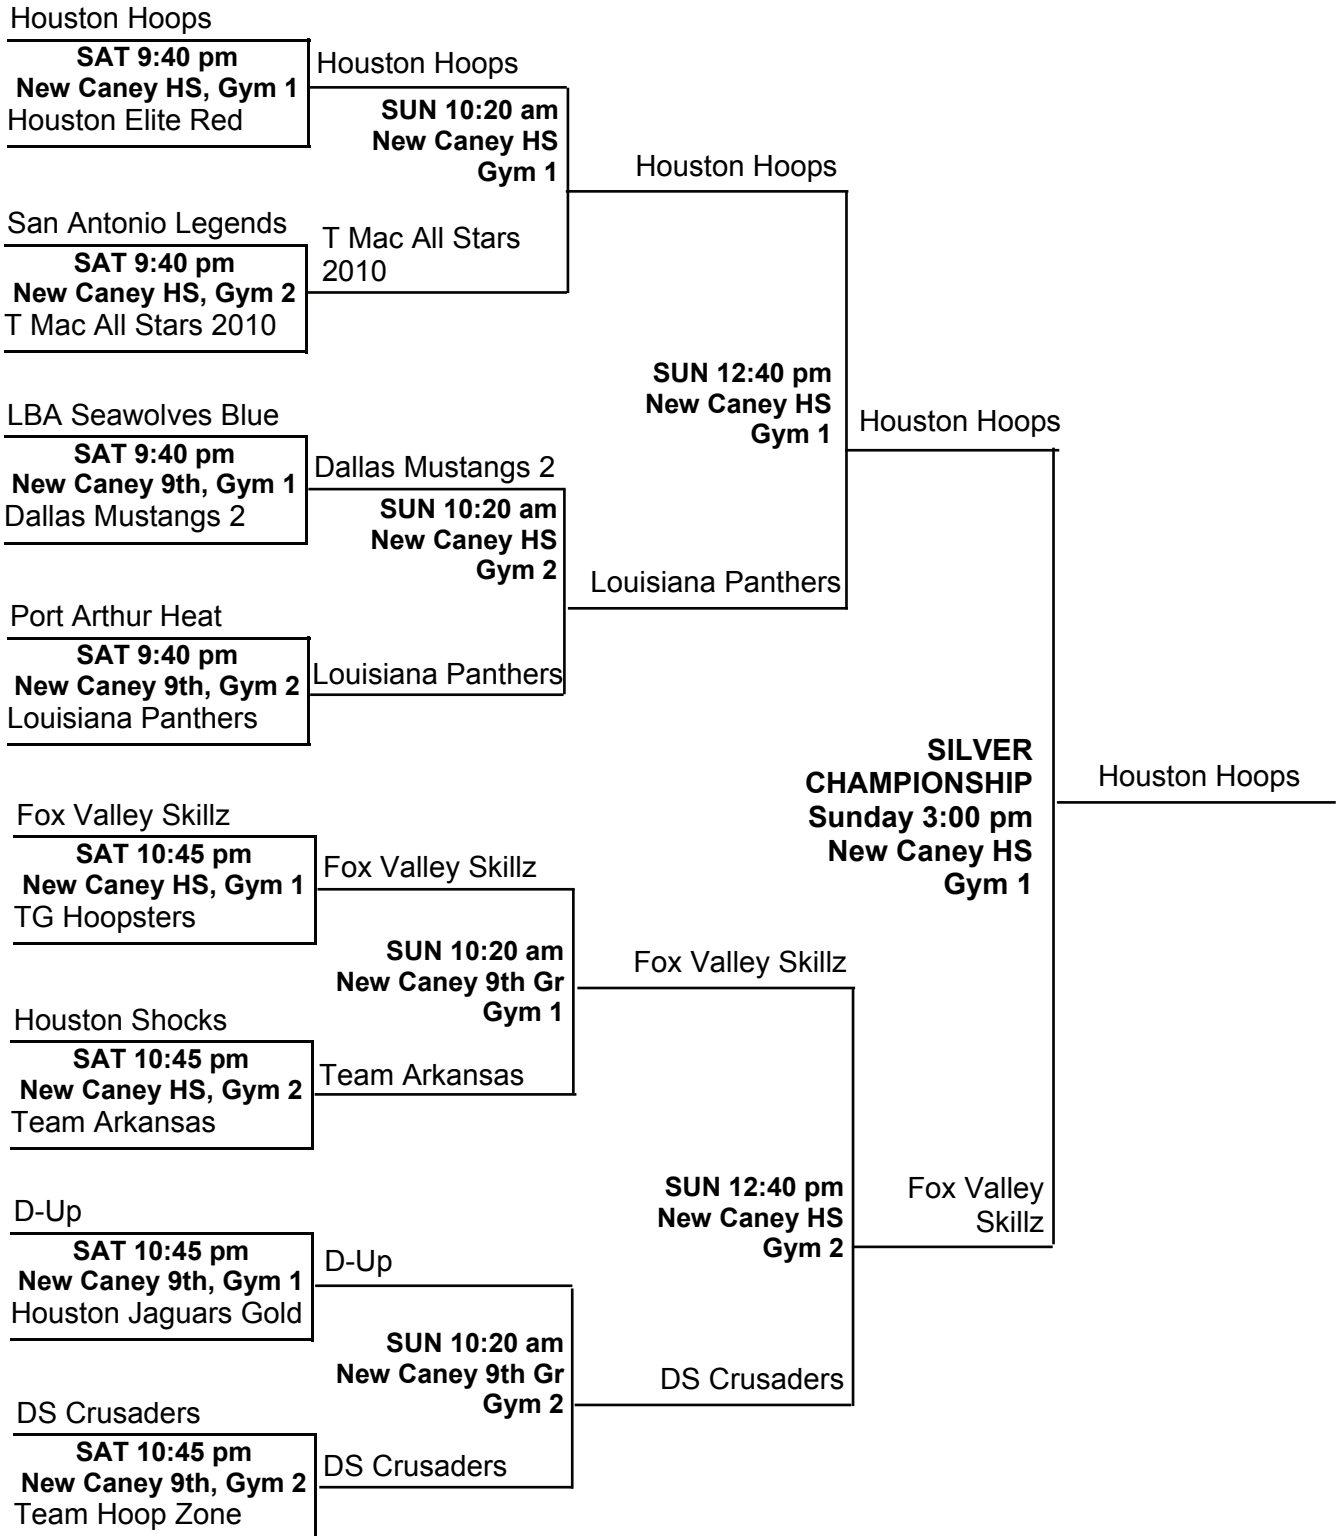 Houston Hoops
SAT 9:40 pm
New Caney HS, Gym 1
Houston Elite Red
San Antonio Legends
SAT 9:40 pm
New Caney HS, Gym 2
T Mac All Stars 2010
LBA Seawolves Blue
SAT 9:40 pm
New Caney 9th, Gym 1
Dallas Mustangs 2
Port Arthur Heat
SAT 9:40 pm
New Caney 9th, Gym 2
Louisiana Panthers
Fox Valley Skillz
SAT 10:45 pm
New Caney HS, Gym 1
TG Hoopsters
Houston Shocks
SAT 10:45 pm
New Caney HS, Gym 2
Team Arkansas
D-Up
SAT 10:45 pm
New Caney 9th, Gym 1
Houston Jaguars Gold
DS Crusaders
SAT 10:45 pm
New Caney 9th, Gym 2
Team Hoop Zone
Houston Hoops
SUN 10:20 am
New Caney HS
Gym 1
T Mac All Stars
2010
Dallas Mustangs 2
SUN 10:20 am
New Caney HS
Gym 2
Louisiana Panthers
Fox Valley Skillz
SUN 10:20 am
New Caney 9th Gr
Gym 1
Team Arkansas
D-Up
SUN 10:20 am
New Caney 9th Gr
Gym 2
DS Crusaders
Houston Hoops
SUN 12:40 pm
New Caney HS
Gym 1
Louisiana Panthers
Fox Valley Skillz
SUN 12:40 pm
New Caney HS
Gym 2
DS Crusaders
Houston Hoops
SILVER
CHAMPIONSHIP
Sunday 3:00 pm
New Caney HS
Gym 1
Fox Valley
Skillz
Houston Hoops